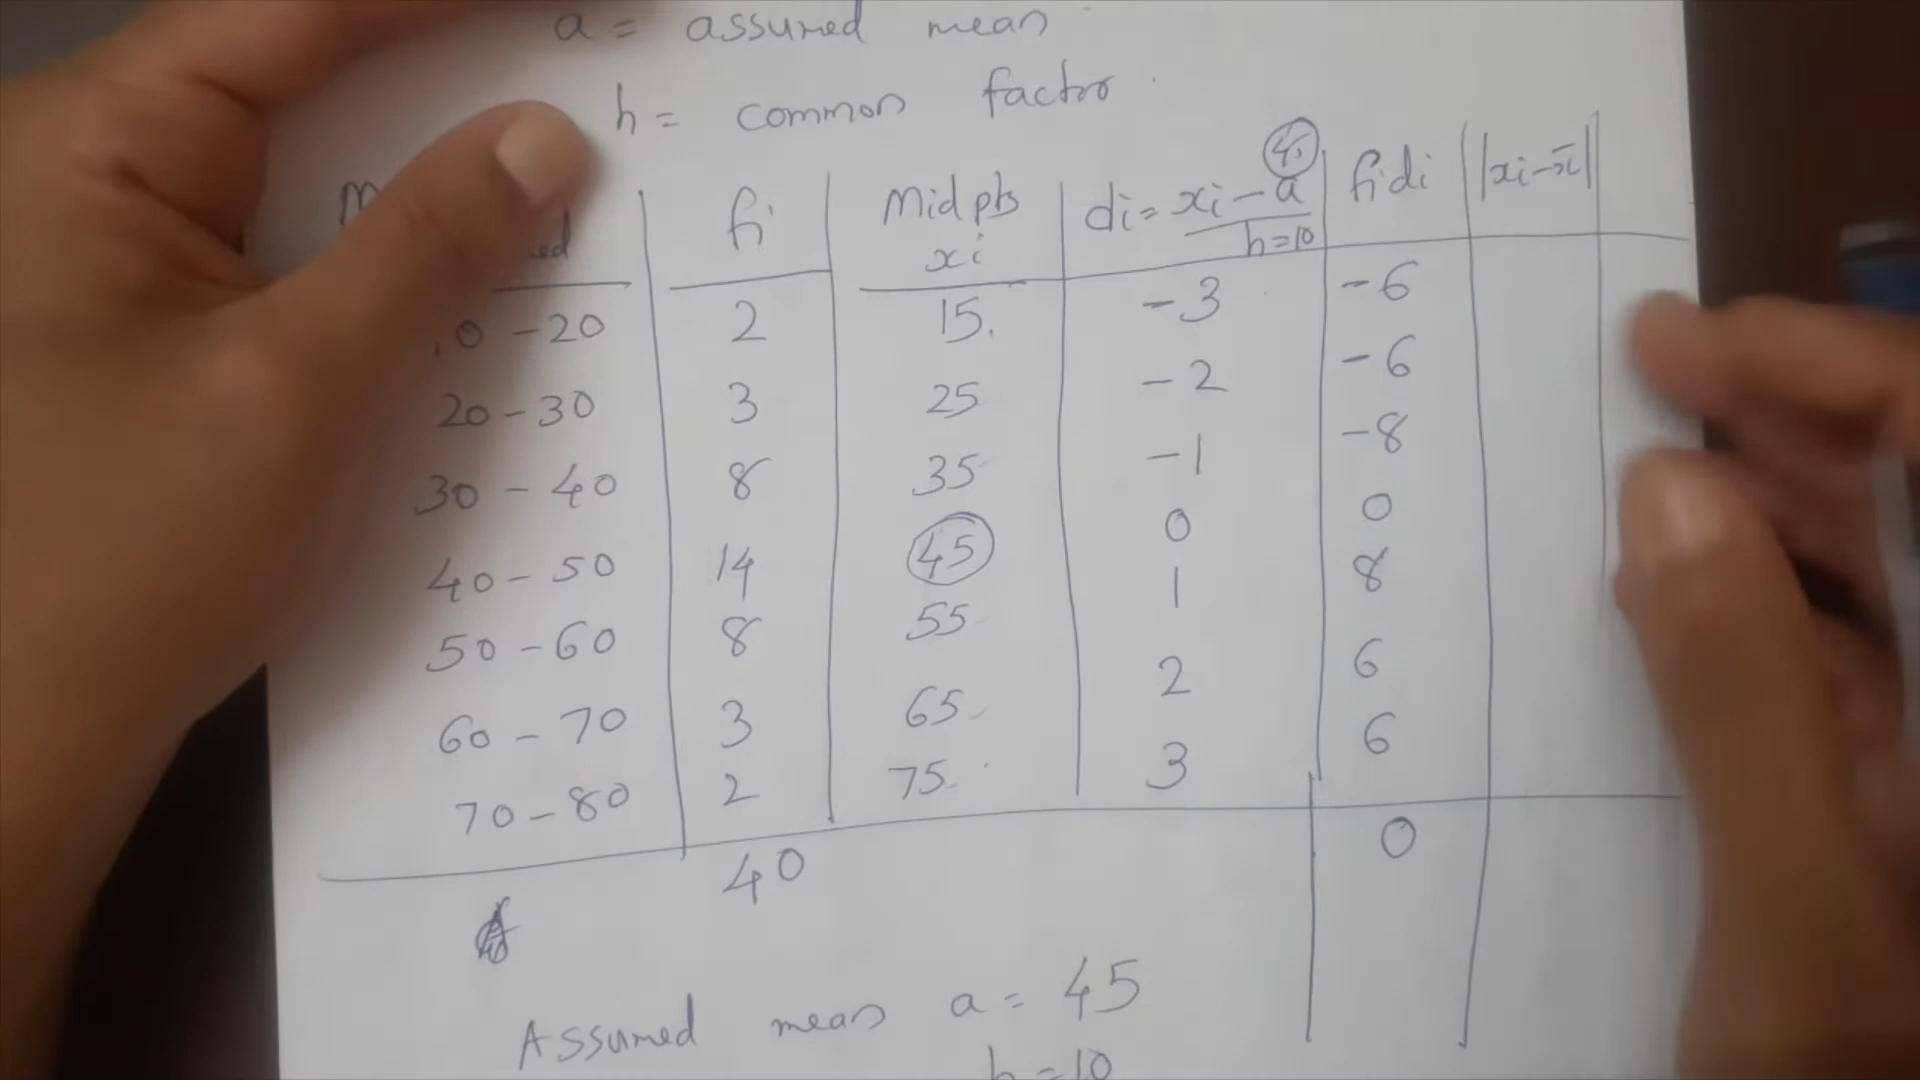 a = assumed mean
h = common factro
fi Mid pts xi di = xi - a / h = 10 45 fidi |xi - x̄|
0 - 20 2 15. - 3 - 6
20 - 30 3 25 - 2 - 6
30 - 40 8 35 - 1 - 8
40 - 50 14 45 0 0
50 - 60 8 55 1 8
60 - 70 3 65 2 6
70 - 80 2 75 3 6
40 0
Assumed mean a = 45
h = 10